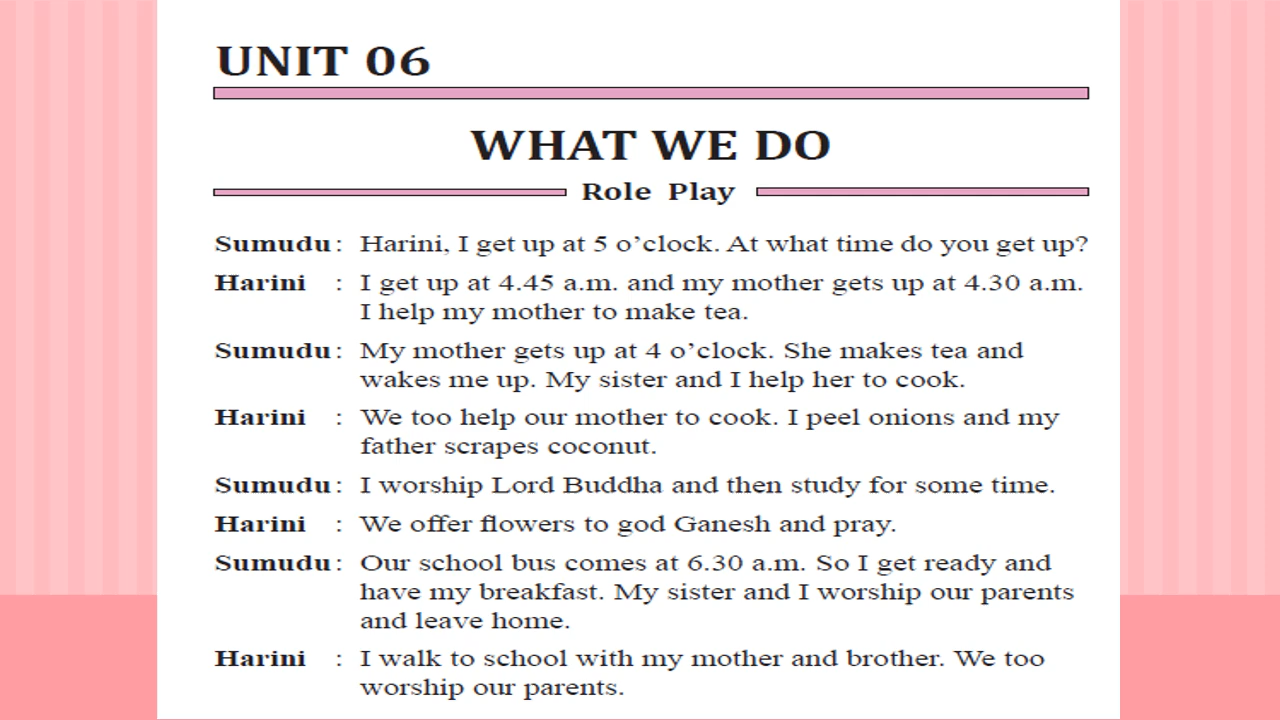 UNIT 06
WHAT WE DO
Role Play
Sumudu : Harini, I get up at 5 o’clock. At what time do you get up?
Harini : I get up at 4.45 a.m. and my mother gets up at 4.30 a.m.
I help my mother to make tea.
Sumudu : My mother gets up at 4 o’clock. She makes tea and
wakes me up. My sister and I help her to cook.
Harini : We too help our mother to cook. I peel onions and my
father scrapes coconut.
Sumudu : I worship Lord Buddha and then study for some time.
Harini : We offer flowers to god Ganesh and pray.
Sumudu : Our school bus comes at 6.30 a.m. So I get ready and
have my breakfast. My sister and I worship our parents
and leave home.
Harini : I walk to school with my mother and brother. We too
worship our parents.